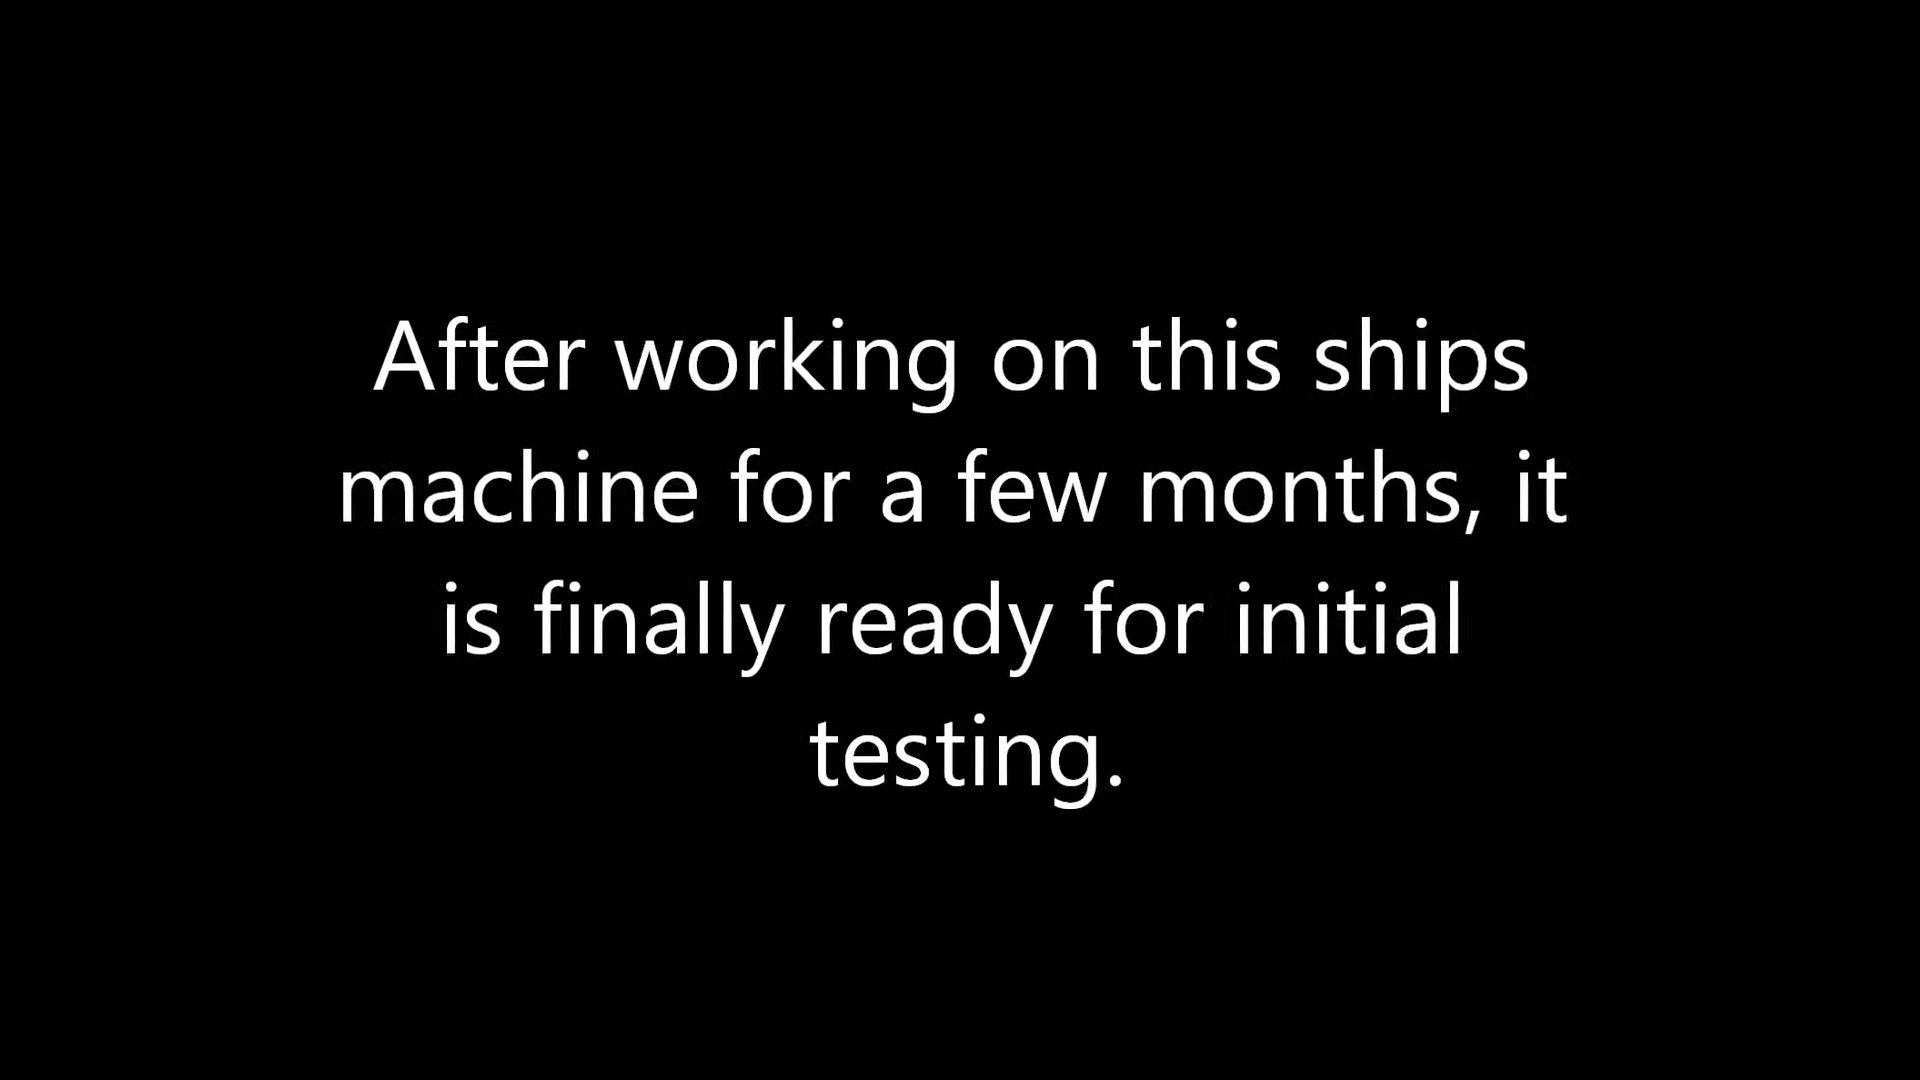 After working on this ships
machine for a few months, it
is finally ready for initial
testing.